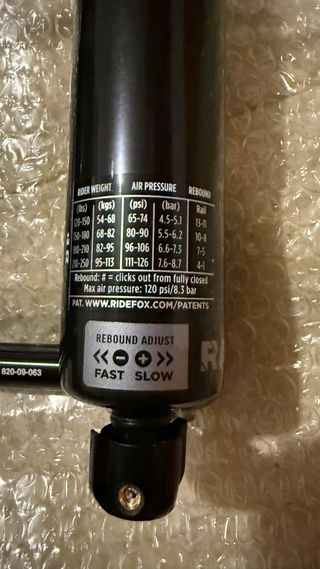 RIDER WEIGHT AIR PRESSURE REBOUND
(lbs) (kgs) (psi) (bar) Rail
120-150 54-68 65-74 4.5-5.1 13-11
150-180 68-82 80-90 5.5-6.2 10-8
180-210 82-95 96-106 6.6-7.3 7-5
210-250 95-113 111-126 7.6-8.7 4-1
Rebound: # = clicks out from fully closed
Max air pressure: 120 psi/8.3 bar
PAT. WWW.RIDEFOX.COM/PATENTS
REBOUND ADJUST
<< - + >>
FAST SLOW
820-09-063